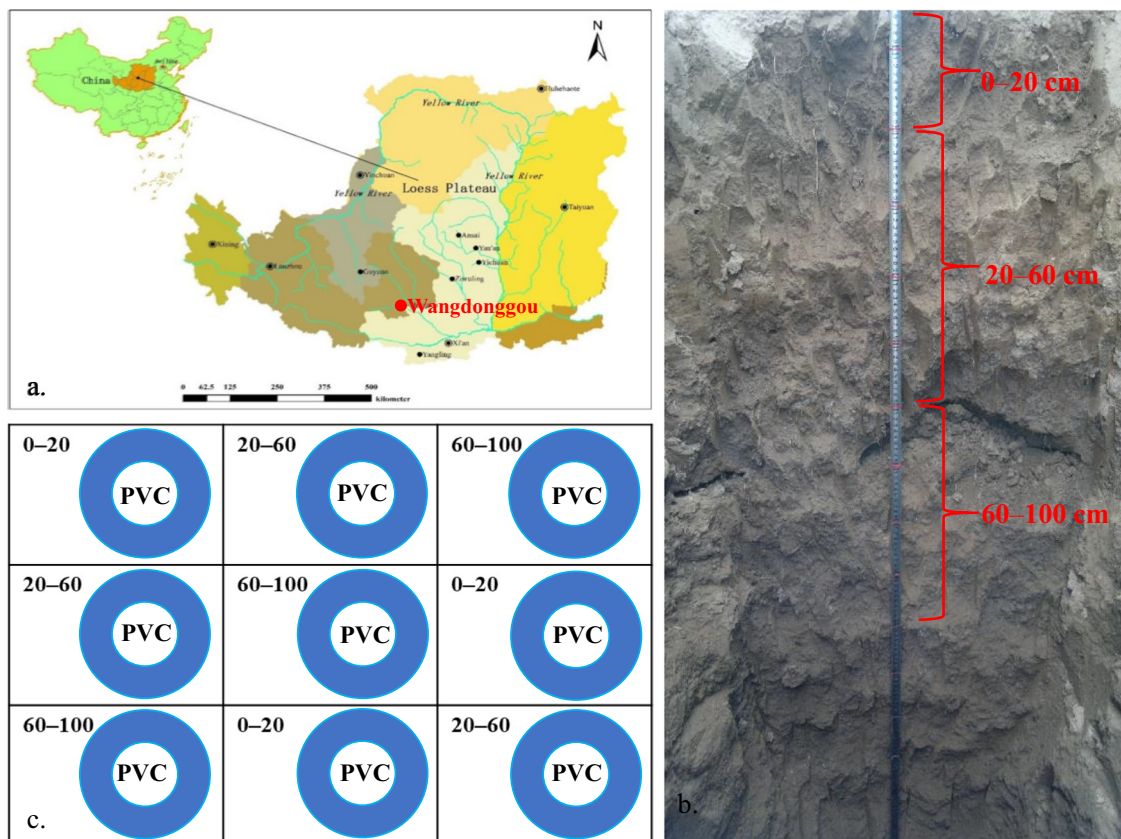 N
China
Huhehaote
Yellow River
Yinchuan
Yellow River
Loess Plateau
Yellow River
Taiyuan
Xining
Ansai
Yan'an
Yichuan
Lanzhou
Guyuan
Ziwuling
Wangdonggou
Xi'an
Yangling
0 62.5 125 250 375 500
kilometer
a.
0–20 cm
20–60 cm
60–100 cm
b.
0–20 20–60 60–100
PVC PVC PVC
20–60 60–100 0–20
PVC PVC PVC
60–100 0–20 20–60
PVC PVC PVC
c.